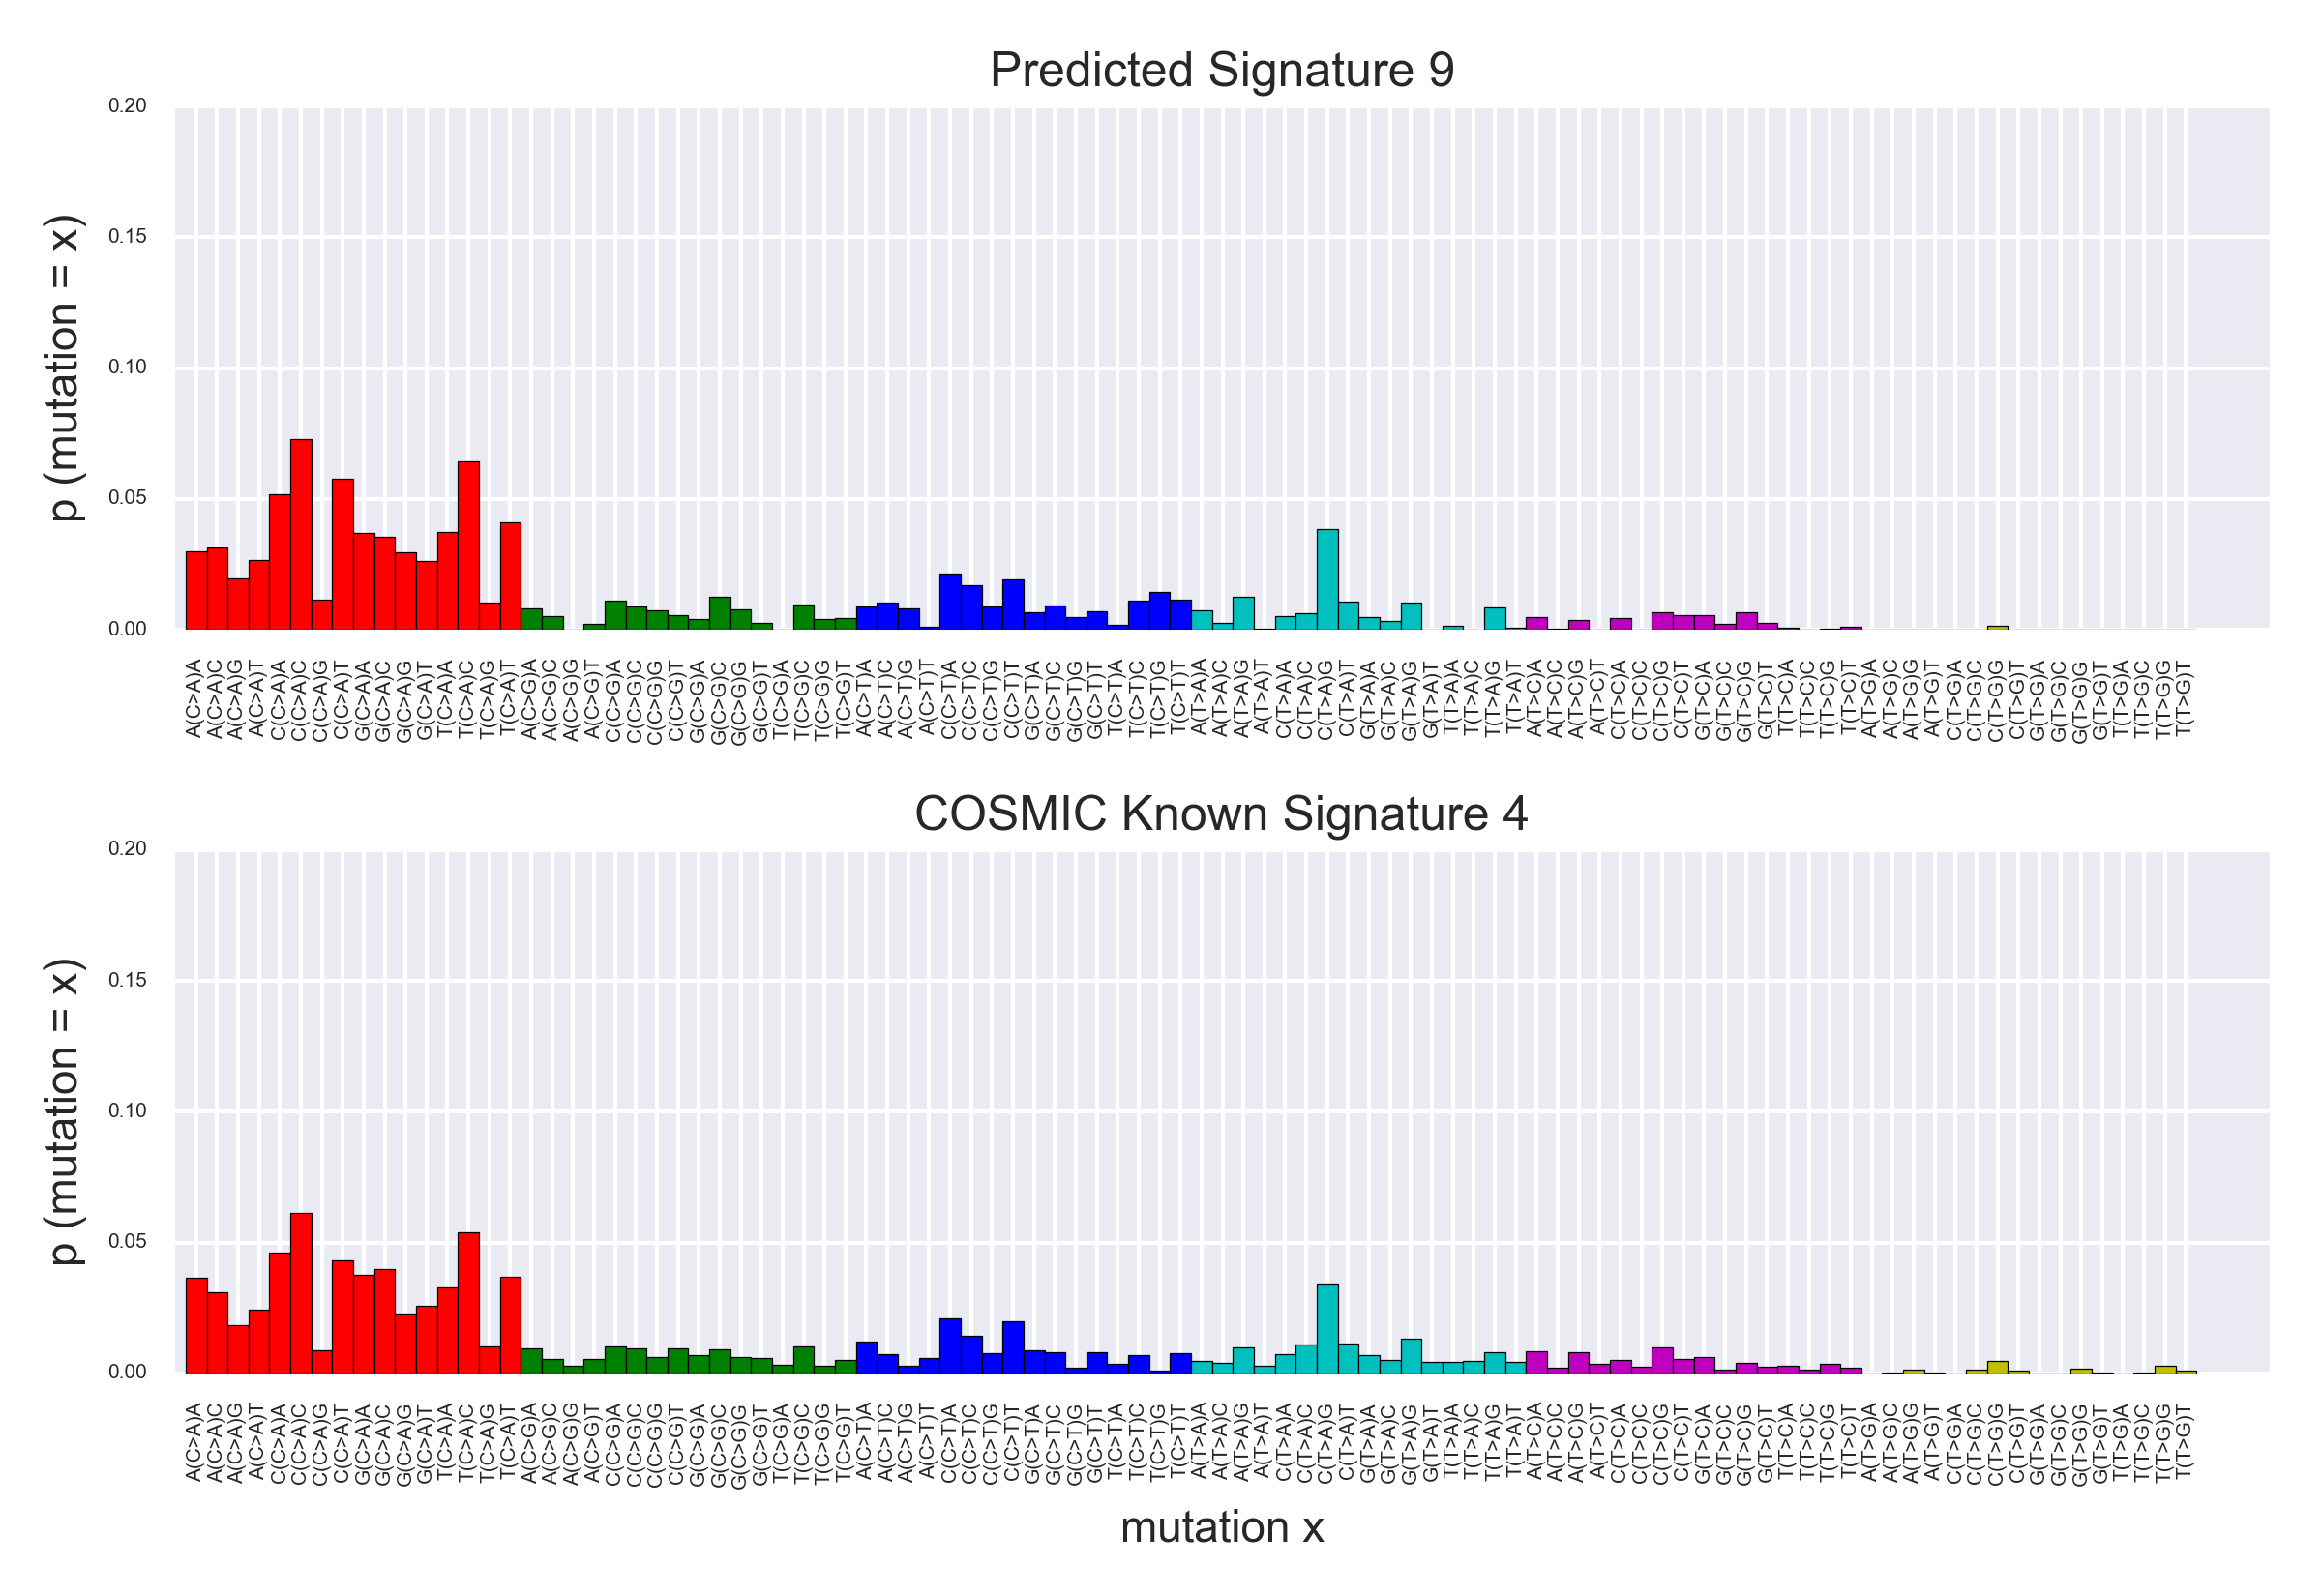 Predicted Signature 9
0.20
0.15
0.10
0.05
0.00
p (mutation = x)
A(C>A)A A(C>A)C A(C>A)G A(C>A)T C(C>A)A C(C>A)C C(C>A)G C(C>A)T G(C>A)A G(C>A)C G(C>A)G G(C>A)T T(C>A)A T(C>A)C T(C>A)G T(C>A)T A(C>G)A A(C>G)C A(C>G)G A(C>G)T C(C>G)A C(C>G)C C(C>G)G C(C>G)T G(C>G)A G(C>G)C G(C>G)G G(C>G)T T(C>G)A T(C>G)C T(C>G)G T(C>G)T A(C>T)A A(C>T)C A(C>T)G A(C>T)T C(C>T)A C(C>T)C C(C>T)G C(C>T)T G(C>T)A G(C>T)C G(C>T)G G(C>T)T T(C>T)A T(C>T)C T(C>T)G T(C>T)T A(T>A)A A(T>A)C A(T>A)G A(T>A)T C(T>A)A C(T>A)C C(T>A)G C(T>A)T G(T>A)A G(T>A)C G(T>A)G G(T>A)T T(T>A)A T(T>A)C T(T>A)G T(T>A)T A(T>C)A A(T>C)C A(T>C)G A(T>C)T C(T>C)A C(T>C)C C(T>C)G C(T>C)T G(T>C)A G(T>C)C G(T>C)G G(T>C)T T(T>C)A T(T>C)C T(T>C)G T(T>C)T A(T>G)A A(T>G)C A(T>G)G A(T>G)T C(T>G)A C(T>G)C C(T>G)G C(T>G)T G(T>G)A G(T>G)C G(T>G)G G(T>G)T T(T>G)A T(T>G)C T(T>G)G T(T>G)T
COSMIC Known Signature 4
0.20
0.15
0.10
0.05
0.00
p (mutation = x)
A(C>A)A A(C>A)C A(C>A)G A(C>A)T C(C>A)A C(C>A)C C(C>A)G C(C>A)T G(C>A)A G(C>A)C G(C>A)G G(C>A)T T(C>A)A T(C>A)C T(C>A)G T(C>A)T A(C>G)A A(C>G)C A(C>G)G A(C>G)T C(C>G)A C(C>G)C C(C>G)G C(C>G)T G(C>G)A G(C>G)C G(C>G)G G(C>G)T T(C>G)A T(C>G)C T(C>G)G T(C>G)T A(C>T)A A(C>T)C A(C>T)G A(C>T)T C(C>T)A C(C>T)C C(C>T)G C(C>T)T G(C>T)A G(C>T)C G(C>T)G G(C>T)T T(C>T)A T(C>T)C T(C>T)G T(C>T)T A(T>A)A A(T>A)C A(T>A)G A(T>A)T C(T>A)A C(T>A)C C(T>A)G C(T>A)T G(T>A)A G(T>A)C G(T>A)G G(T>A)T T(T>A)A T(T>A)C T(T>A)G T(T>A)T A(T>C)A A(T>C)C A(T>C)G A(T>C)T C(T>C)A C(T>C)C C(T>C)G C(T>C)T G(T>C)A G(T>C)C G(T>C)G G(T>C)T T(T>C)A T(T>C)C T(T>C)G T(T>C)T A(T>G)A A(T>G)C A(T>G)G A(T>G)T C(T>G)A C(T>G)C C(T>G)G C(T>G)T G(T>G)A G(T>G)C G(T>G)G G(T>G)T T(T>G)A T(T>G)C T(T>G)G T(T>G)T
mutation x